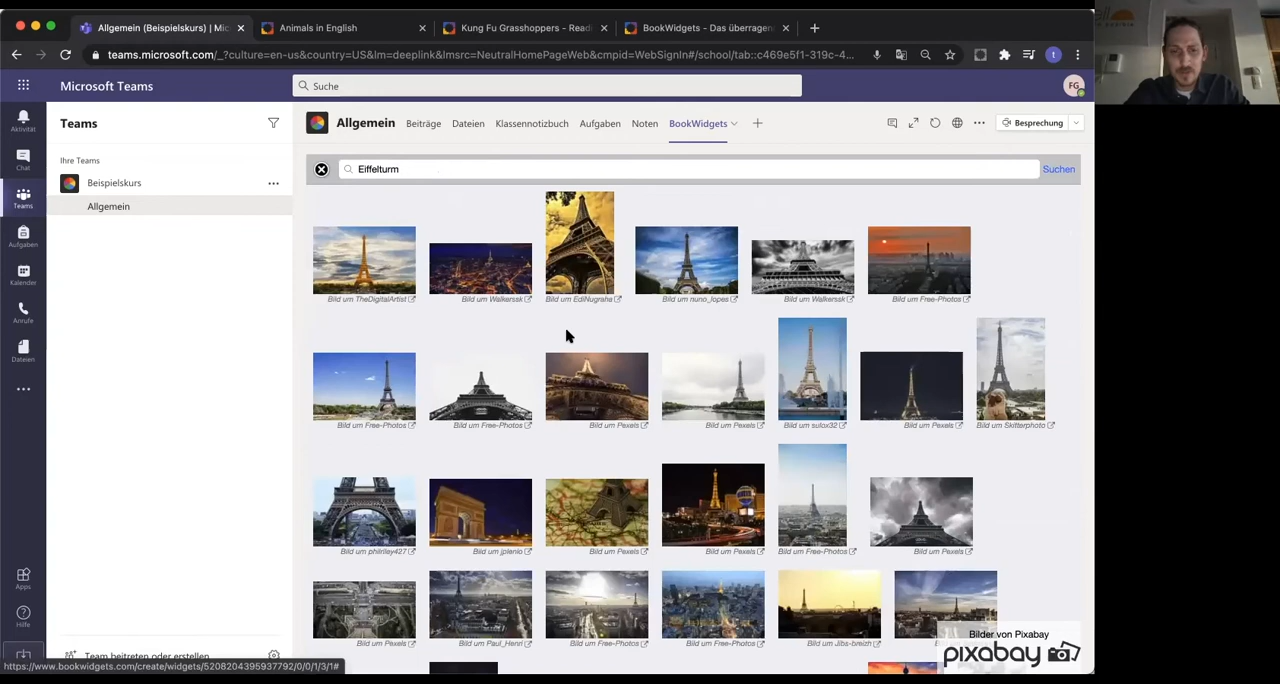 Allgemein (Beispielskurs) | Mic
Animals in English
Kung Fu Grasshoppers - Readi
BookWidgets - Das überragen
teams.microsoft.com/_?culture=en-us&country=US&lm=deeplink&lmsrc=NeutralHomePageWeb&cmpid=WebSignIn#/school/tab::c469e5f1-319c-4...
t
Microsoft Teams
Suche
FG
Aktivität
Chat
Teams
Aufgaben
Kalender
Anrufe
Dateien
Apps
Hilfe
Teams
Ihre Teams
Beispielskurs
Allgemein
Team beitreten oder erstellen
Allgemein
Beiträge
Dateien
Klassennotizbuch
Aufgaben
Noten
BookWidgets
Besprechung
Eiffelturm
Suchen
Bild um TheDigitalArtist
Bild um Walkerssk
Bild um EdiNugraha
Bild um nuno_lopes
Bild um Walkerssk
Bild um Free-Photos
Bild um Free-Photos
Bild um Free-Photos
Bild um Pexels
Bild um Pexels
Bild um sulox32
Bild um Pexels
Bild um Skitterphoto
Bild um philriley427
Bild um jplenio
Bild um Pexels
Bild um Pexels
Bild um Free-Photos
Bild um Pexels
Bild um Pexels
Bild um Paul_Henri
Bild um Free-Photos
Bild um Free-Photos
Bild um Jibs-breizh
Bilder von Pixabay
pixabay
https://www.bookwidgets.com/create/widgets/5208204395937792/0/0/1/3/1#